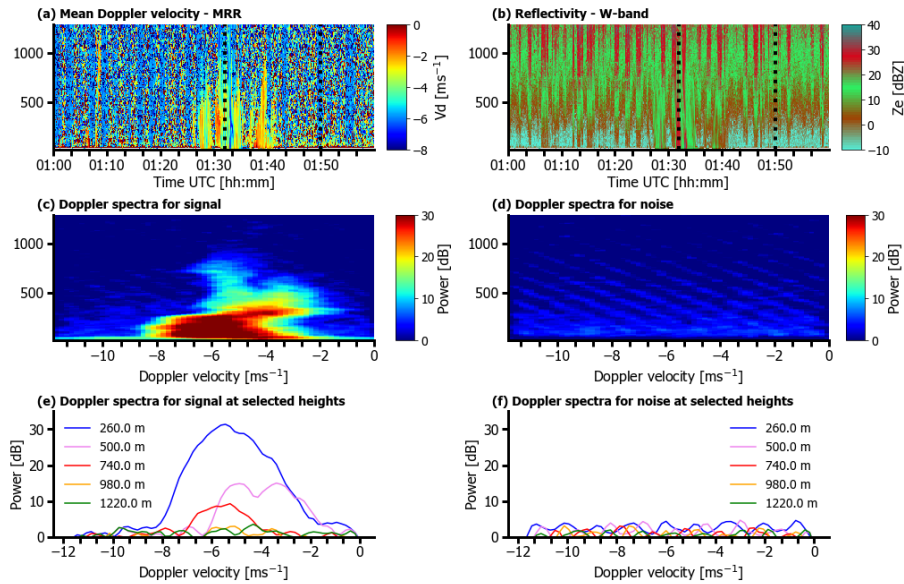 (a) Mean Doppler velocity - MRR
(b) Reflectivity - W-band
1000
500
01:00 01:10 01:20 01:30 01:40 01:50
Time UTC [hh:mm]
0
−2
−4
−6
−8
Vd [ms⁻¹]
1000
500
01:00 01:10 01:20 01:30 01:40 01:50
Time UTC [hh:mm]
40
30
20
10
0
−10
Ze [dBZ]
(c) Doppler spectra for signal
(d) Doppler spectra for noise
1000
500
−10 −8 −6 −4 −2 0
Doppler velocity [ms⁻¹]
30
20
10
0
Power [dB]
1000
500
−10 −8 −6 −4 −2 0
Doppler velocity [ms⁻¹]
30
20
10
0
Power [dB]
(e) Doppler spectra for signal at selected heights
(f) Doppler spectra for noise at selected heights
Power [dB]
30
20
10
0
260.0 m
500.0 m
740.0 m
980.0 m
1220.0 m
−12 −10 −8 −6 −4 −2 0
Doppler velocity [ms⁻¹]
Power [dB]
30
20
10
0
260.0 m
500.0 m
740.0 m
980.0 m
1220.0 m
−12 −10 −8 −6 −4 −2 0
Doppler velocity [ms⁻¹]